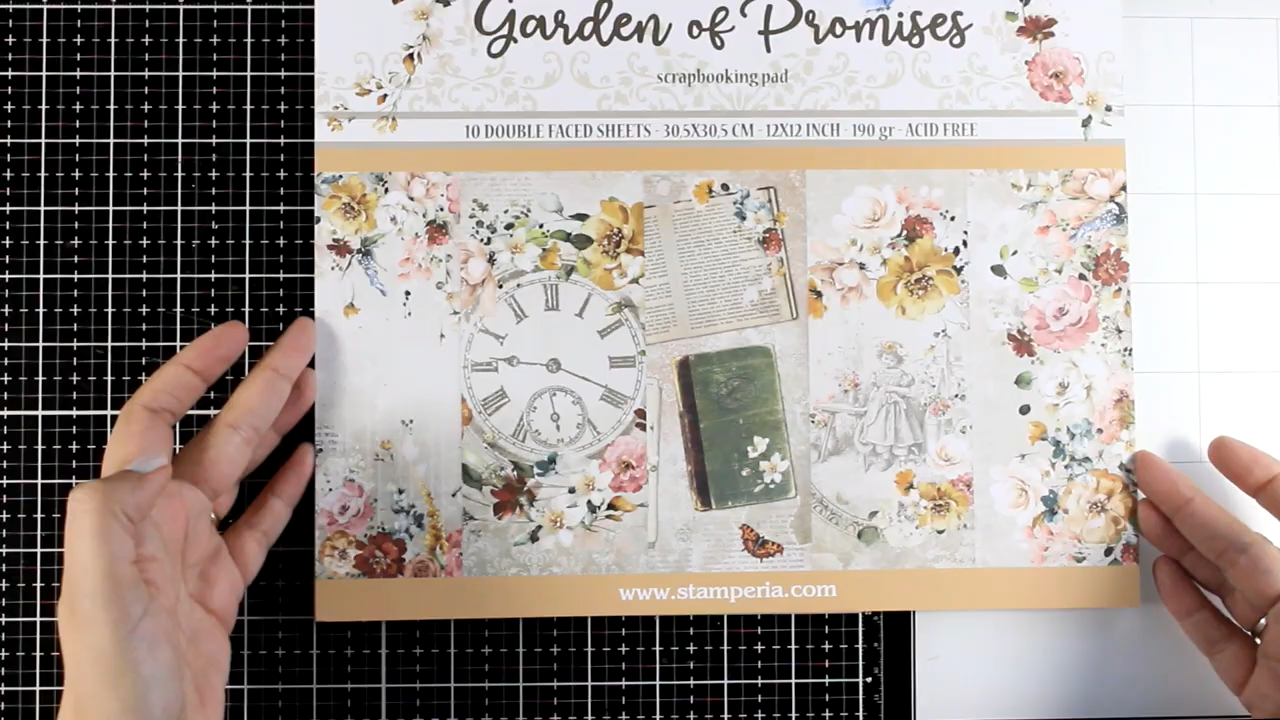 Garden of Promises
scrapbooking pad
10 DOUBLE FACED SHEETS - 30,5X30,5 CM - 12X12 INCH - 190 gr - ACID FREE
www.stamperia.com